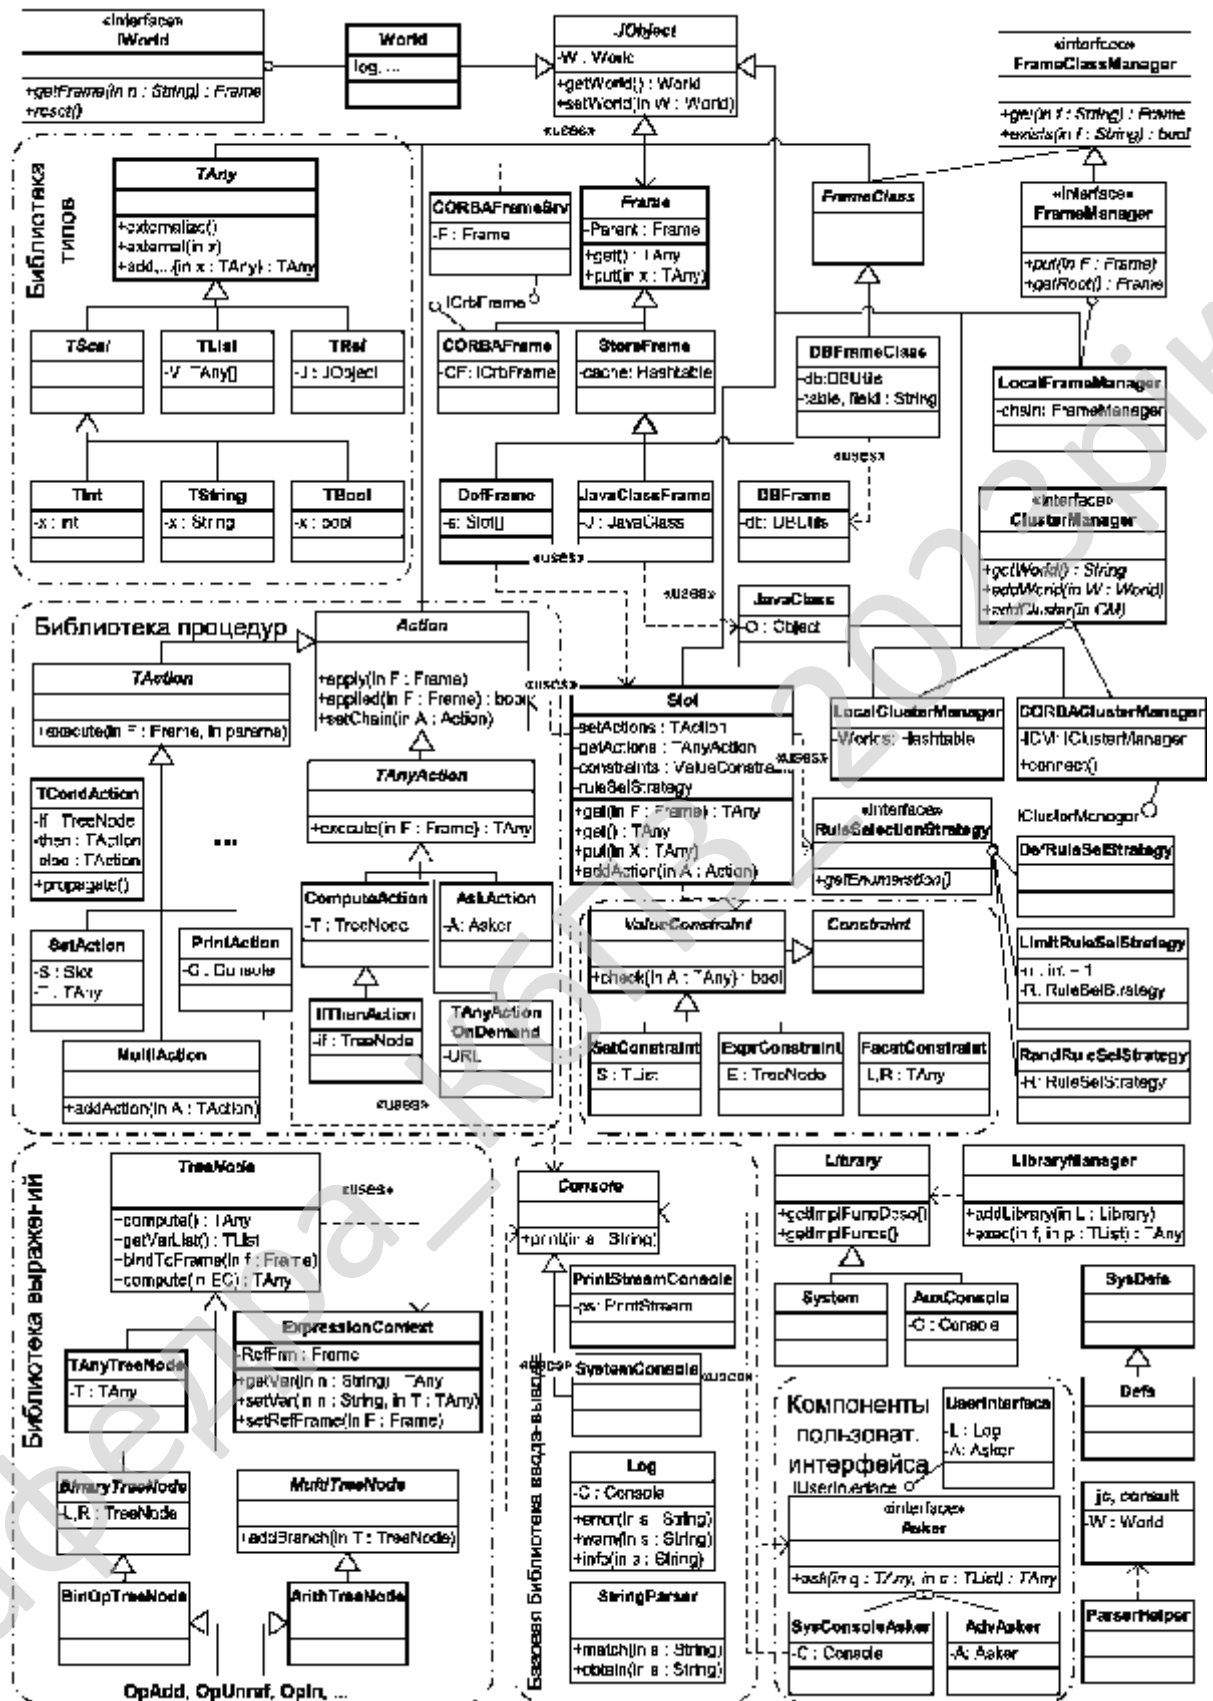 «interface»
IWorld
+getFrame(in n : String) : Frame
+reset()
World
log, ...
JObject
-W : World
+getWorld() : World
+setWorld(in W : World)
«interface»
FrameClassManager
+get(in f : String) : Frame
+exists(in f : String) : bool
«uses»
Библиотека
типов
TAny
+externalize()
+external(in x)
+add,...(in x : TAny) : TAny
CORBAFrameSrv
-F : Frame
Frame
-Parent : Frame
+get() : TAny
+put(in x : TAny)
FrameClass
«interface»
FrameManager
+put(in F : Frame)
+getRoot() : Frame
ICrbFrame
TScal
TList
-V : TAny[]
TRef
-J : JObject
CORBAFrame
-CF: ICrbFrame
StoreFrame
-cache: Hashtable
DBFrameClass
-db:DBUtils
-table, field : String
LocalFrameManager
-chain: FrameManager
«uses»
TInt
-x : int
TString
-x : String
TBool
-x : bool
DefFrame
-s: Slot[]
JavaClassFrame
-J : JavaClass
DBFrame
-db: DBUtils
«interface»
ClusterManager
+getWorld() : String
+addWorld(in W : World)
+addCluster(in CM)
«uses»
«uses»
JavaClass
-O : Object
Библиотека процедур
Action
+apply(in F : Frame)
+applied(in F : Frame) : bool
+setChain(in A : Action)
TAction
+execute(in F : Frame, in params)
«uses»
Slot
-setActions : TAction
-getActions : TAnyAction
-constraints : ValueConstraint
-ruleSelStrategy
+get(in F : Frame) : TAny
+get() : TAny
+put(in X : TAny)
+addAction(in A : Action)
LocalClusterManager
-Worlds: Hashtable
CORBAClusterManager
-ICM: IClusterManager
+connect()
«uses»
TAnyAction
+execute(in F : Frame) : TAny
TCondAction
-if : TreeNode
-then : TAction
-else : TAction
+propagate()
...
«interface»
RuleSelectionStrategy
+getEnumeration()
IClusterManager
DefRuleSelStrategy
ComputeAction
-T : TreeNode
AskAction
-A: Asker
ValueConstraint
+check(in A : TAny) : bool
Constraint
SetAction
-S : Slot
-T : TAny
PrintAction
-C : Console
LimitRuleSelStrategy
-n : int = 1
-R: RuleSelStrategy
IfThenAction
-if : TreeNode
TAnyAction
OnDemand
-URL
SetConstraint
S : TList
ExprConstraint
E : TreeNode
FacetConstraint
L,R : TAny
RandRuleSelStrategy
-R: RuleSelStrategy
MultiAction
+addAction(in A : TAction)
«uses»
Библиотека выражений
TreeNode
-compute() : TAny
-getVarList() : TList
-bindToFrame(in f : Frame)
-compute(in EC) : TAny
«uses»
Console
+print(in s : String)
Library
+getImplFuncDesc()
+getImplFuncs()
LibraryManager
+addLibrary(in L : Library)
+exec(in f, in p : TList) : TAny
PrintStreamConsole
-ps: PrintStream
System
AuxConsole
-C : Console
SysDefs
ExpressionContext
-RefFrm : Frame
+getVar(in n : String) : TAny
+setVar(in n : String, in T : TAny)
+setRefFrame(in F : Frame)
TAnyTreeNode
-T : TAny
«uses»
SystemConsole
«uses»
Defs
Компоненты
пользоват.
интерфейса
UserInterface
-L : Log
-A: Asker
IUserInterface
Базовая библиотека ввода-вывода
Log
-C : Console
+error(in s : String)
+warn(in s : String)
+info(in s : String)
BinaryTreeNode
-L,R : TreeNode
MultiTreeNode
+addBranch(in T : TreeNode)
«interface»
Asker
+ask(in q : TAny, in c : TList) : TAny
jc, consult
-W : World
StringParser
+match(in s : String)
+obtain(in s : String)
BinOpTreeNode
ArithTreeNode
SysConsoleAsker
-C : Console
AdvAsker
-A: Asker
ParserHelper
OpAdd, OpUnref, OpIn, ...
федра_КбПЗ_2023рік